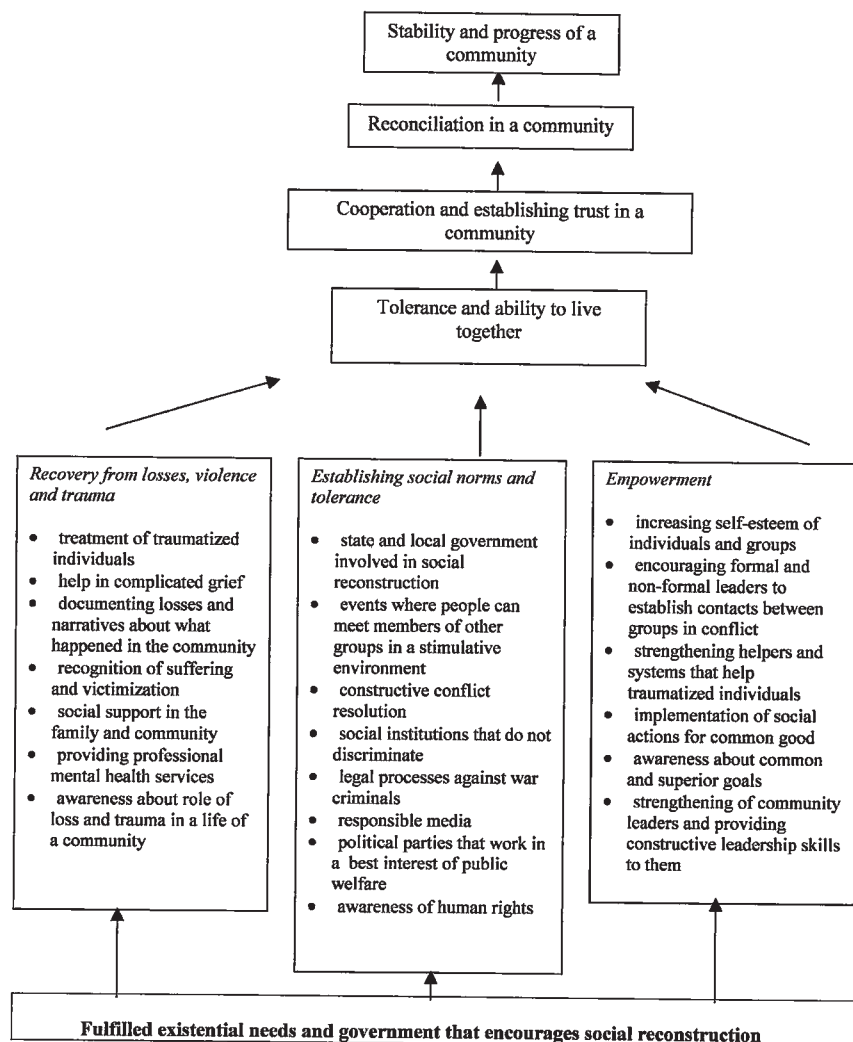 Stability and progress of a
community
Reconciliation in a community
Cooperation and establishing trust in a
community
Tolerance and ability to live
together
Recovery from losses, violence
and trauma
• treatment of traumatized
individuals
• help in complicated grief
• documenting losses and
narratives about what
happened in the community
• recognition of suffering
and victimization
• social support in the
family and community
• providing professional
mental health services
• awareness about role of
loss and trauma in a life of
a community
Establishing social norms and
tolerance
• state and local government
involved in social
reconstruction
• events where people can
meet members of other
groups in a stimulative
environment
• constructive conflict
resolution
• social institutions that do not
discriminate
• legal processes against war
criminals
• responsible media
• political parties that work in
a best interest of public
welfare
• awareness of human rights
Empowerment
• increasing self-esteem of
individuals and groups
• encouraging formal and
non-formal leaders to
establish contacts between
groups in conflict
• strengthening helpers and
systems that help
traumatized individuals
• implementation of social
actions for common good
• awareness about common
and superior goals
• strengthening of community
leaders and providing
constructive leadership skills
to them
Fulfilled existential needs and government that encourages social reconstruction